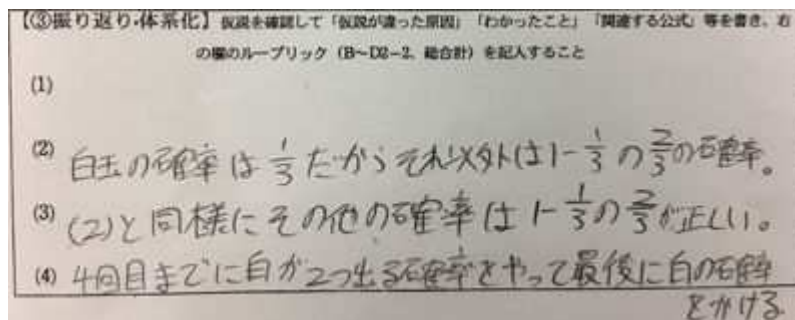 【③振り返り・体系化】仮説を確認して「仮説が違った原因」「わかったこと」「関連する公式」等を書き、右
の欄のルーブリック（B～D2－2、総合計）を記入すること
(1)
(2) 白玉の確率は 1/3 だからそれ以外は 1-1/3 の 2/3 の確率。
(3) (2)と同様にその他の確率は 1-1/3 の 2/3 が正しい。
(4) 4回目までに白が2つ出る確率をやって最後に白の確率
をかける